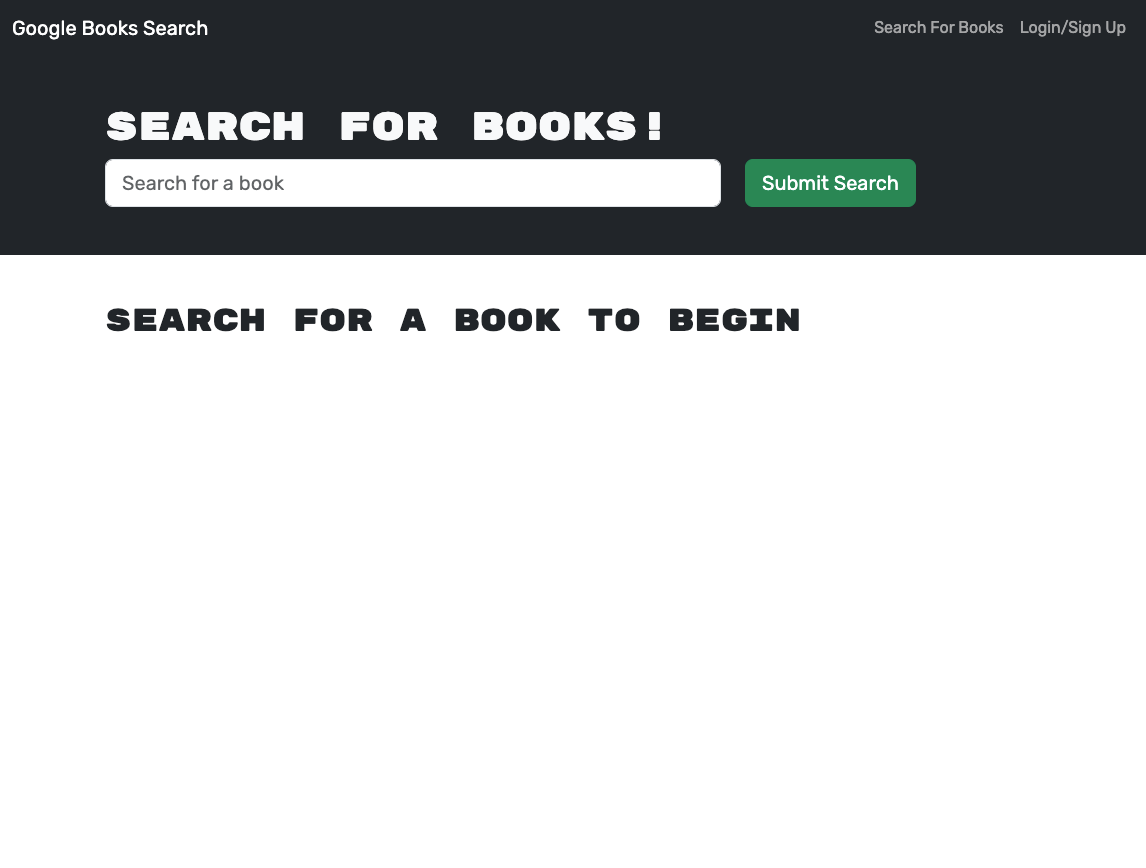 Google Books Search
Search For Books
Login/Sign Up
SEARCH FOR BOOKS!
Search for a book
Submit Search
SEARCH FOR A BOOK TO BEGIN